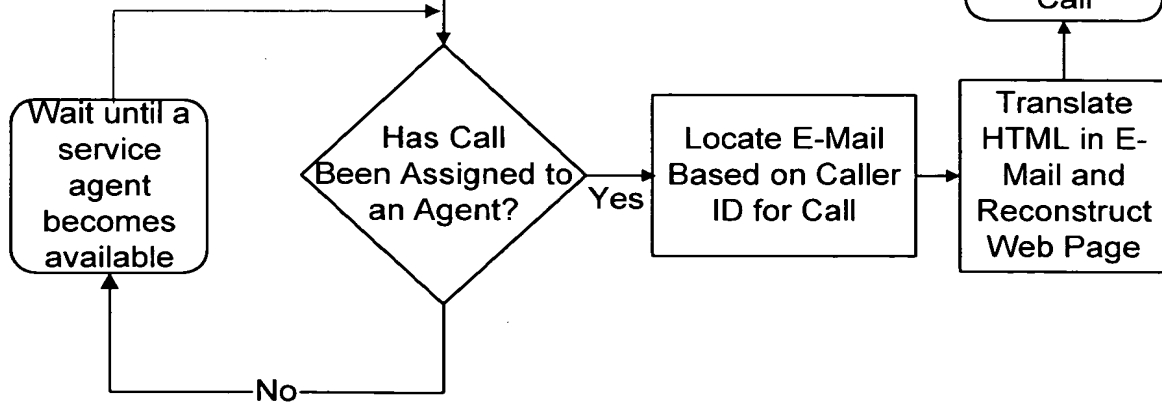 Call
Wait until a
service
agent
becomes
available
Has Call
Been Assigned to
an Agent?
Yes
Locate E-Mail
Based on Caller
ID for Call
Translate
HTML in E-
Mail and
Reconstruct
Web Page
No